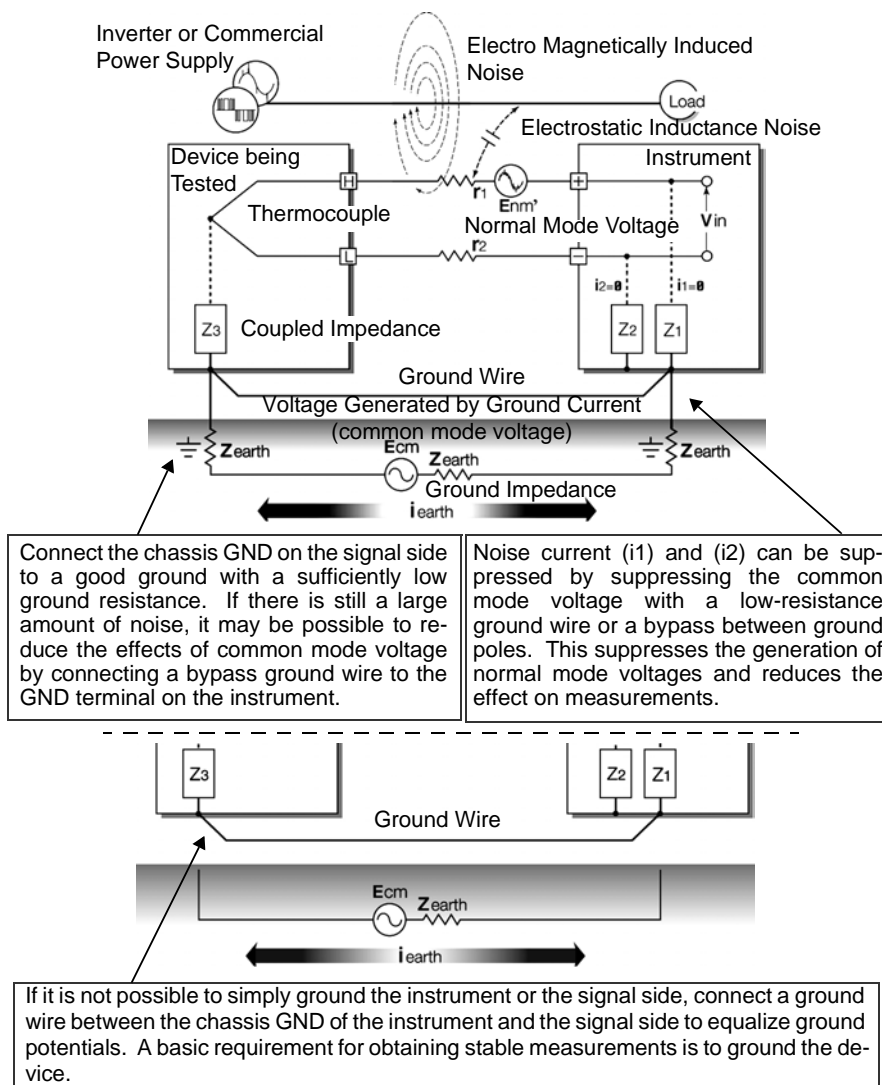 Inverter or Commercial
Power Supply
Electro Magnetically Induced
Noise
Load
Electrostatic Inductance Noise
Device being
Tested
Instrument
H
r1
Enm'
+
Thermocouple
Normal Mode Voltage
Vin
L
r2
−
i2=0
i1=0
Z3
Coupled Impedance
Z2
Z1
Ground Wire
Voltage Generated by Ground Current
(common mode voltage)
Zearth
Ecm
Zearth
Zearth
Ground Impedance
iearth
Connect the chassis GND on the signal side
to a good ground with a sufficiently low
ground resistance. If there is still a large
amount of noise, it may be possible to re-
duce the effects of common mode voltage
by connecting a bypass ground wire to the
GND terminal on the instrument.
Noise current (i1) and (i2) can be sup-
pressed by suppressing the common
mode voltage with a low-resistance
ground wire or a bypass between ground
poles. This suppresses the generation of
normal mode voltages and reduces the
effect on measurements.
Z3
Z2
Z1
Ground Wire
Ecm
Zearth
iearth
If it is not possible to simply ground the instrument or the signal side, connect a ground
wire between the chassis GND of the instrument and the signal side to equalize ground
potentials. A basic requirement for obtaining stable measurements is to ground the de-
vice.